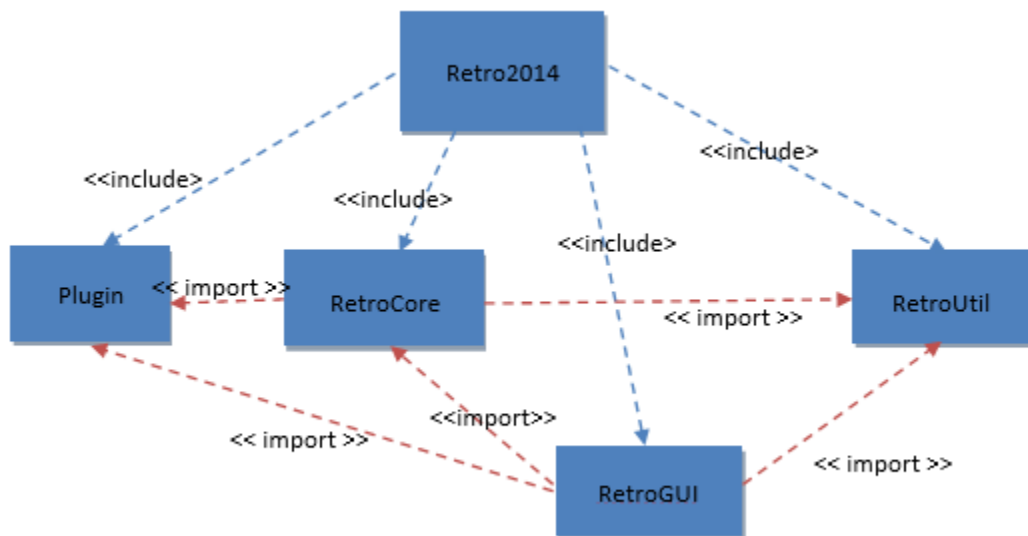 Retro2014
<<include>
<<include>
<<include>
<<include>
Plugin
<< import >>
RetroCore
<< import >>
RetroUtil
<< import >>
<<import>>
<< import >>
RetroGUI